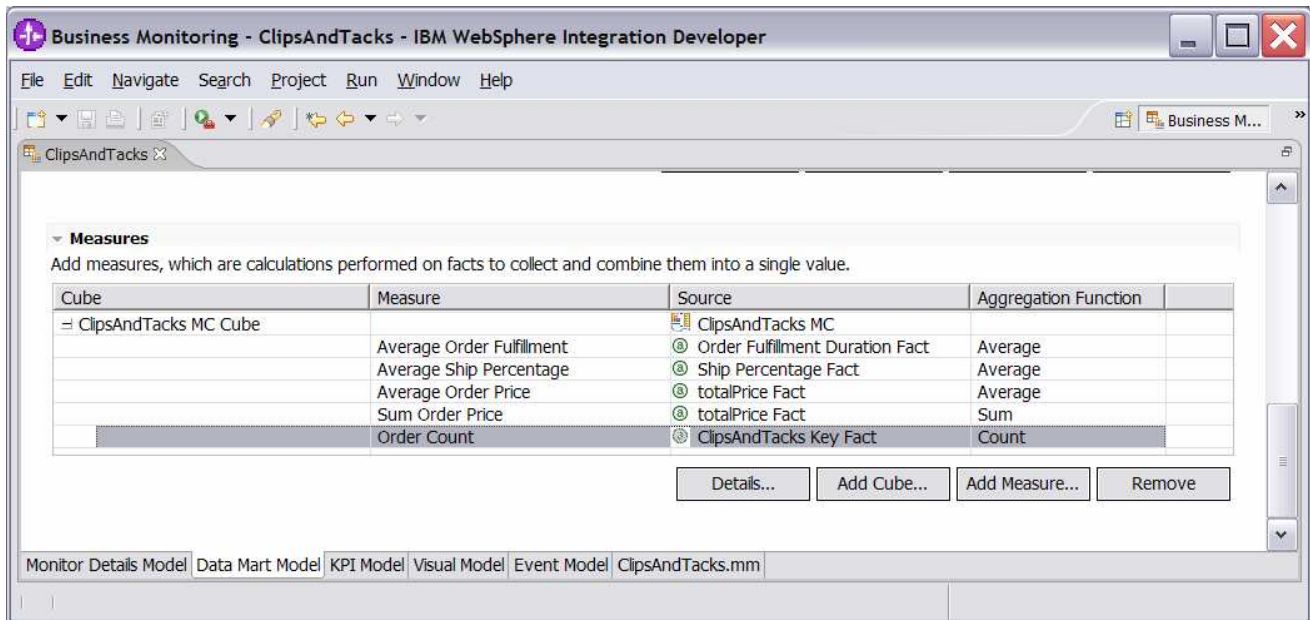 Business Monitoring - ClipsAndTacks - IBM WebSphere Integration Developer
File Edit Navigate Search Project Run Window Help
Business M... »
ClipsAndTacks
Measures
Add measures, which are calculations performed on facts to collect and combine them into a single value.
Cube Measure Source Aggregation Function
ClipsAndTacks MC Cube ClipsAndTacks MC
Average Order Fulfillment Order Fulfillment Duration Fact Average
Average Ship Percentage Ship Percentage Fact Average
Average Order Price totalPrice Fact Average
Sum Order Price totalPrice Fact Sum
Order Count ClipsAndTacks Key Fact Count
Details... Add Cube... Add Measure... Remove
Monitor Details Model Data Mart Model KPI Model Visual Model Event Model ClipsAndTacks.mm